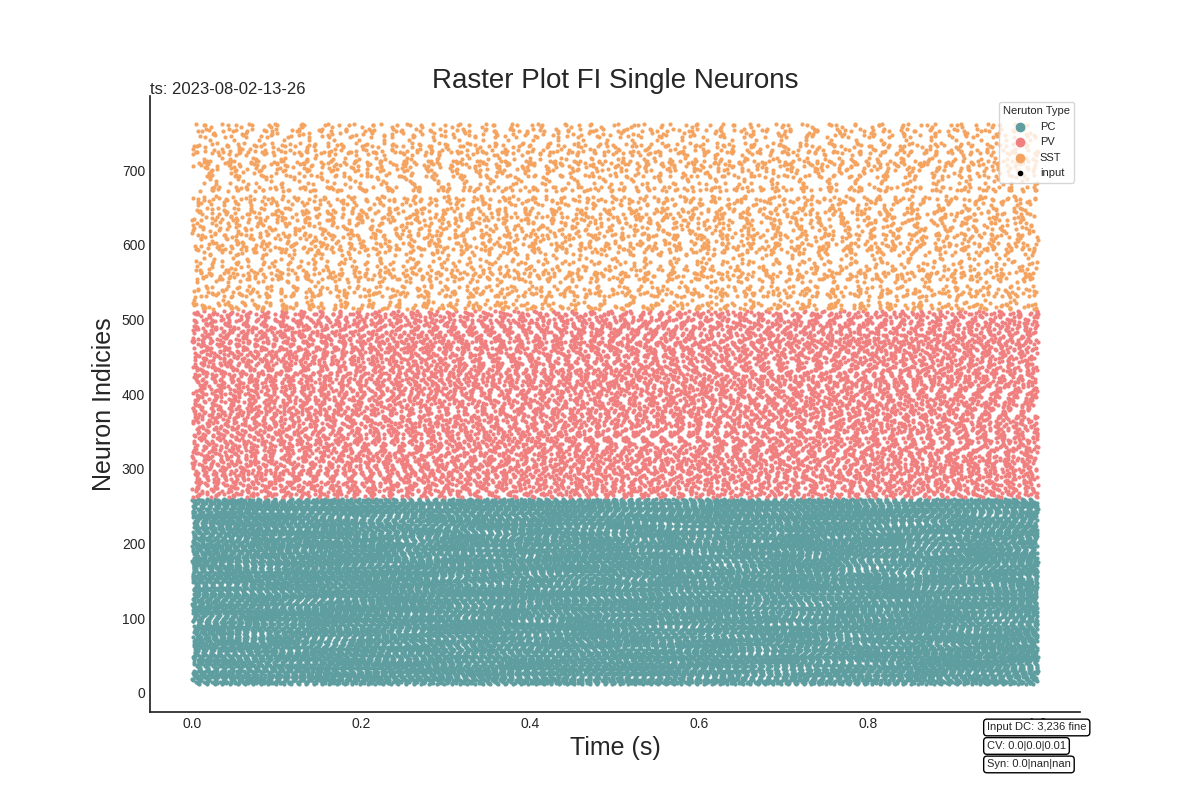 Raster Plot FI Single Neurons
ts: 2023-08-02-13-26
Neruton Type
PC
PV
SST
input
Neuron Indicies
700
600
500
400
300
200
100
0
0.0 0.2 0.4 0.6 0.8
Time (s)
Input DC: 3,236 fine
CV: 0.0|0.0|0.01
Syn: 0.0|nan|nan